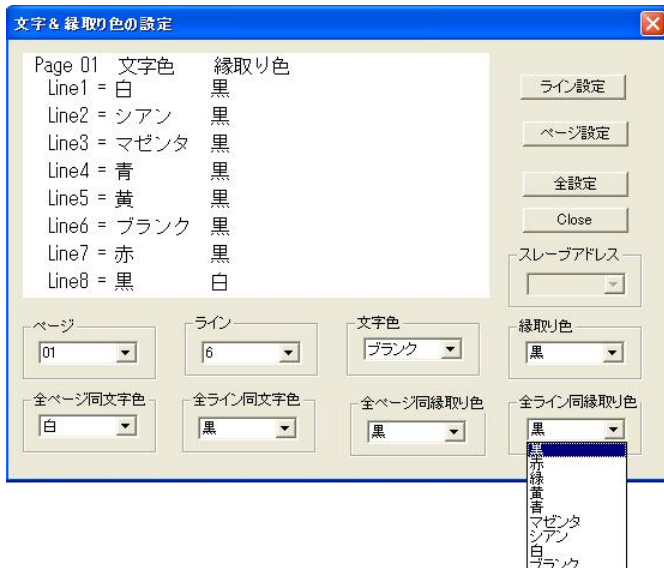 文字&縁取り色の設定
Page 01 文字色 縁取り色
Line1 = 白 黒
Line2 = シアン 黒
Line3 = マゼンタ 黒
Line4 = 青 黒
Line5 = 黄 黒
Line6 = ブランク 黒
Line7 = 赤 黒
Line8 = 黒 白
ライン設定
ページ設定
全設定
Close
スレーブアドレス
ページ
01
ライン
6
文字色
ブランク
縁取り色
黒
全ページ同文字色
白
全ライン同文字色
黒
全ページ同縁取り色
黒
全ライン同縁取り色
黒
黒
赤
緑
黄
青
マゼンタ
シアン
白
ブランク